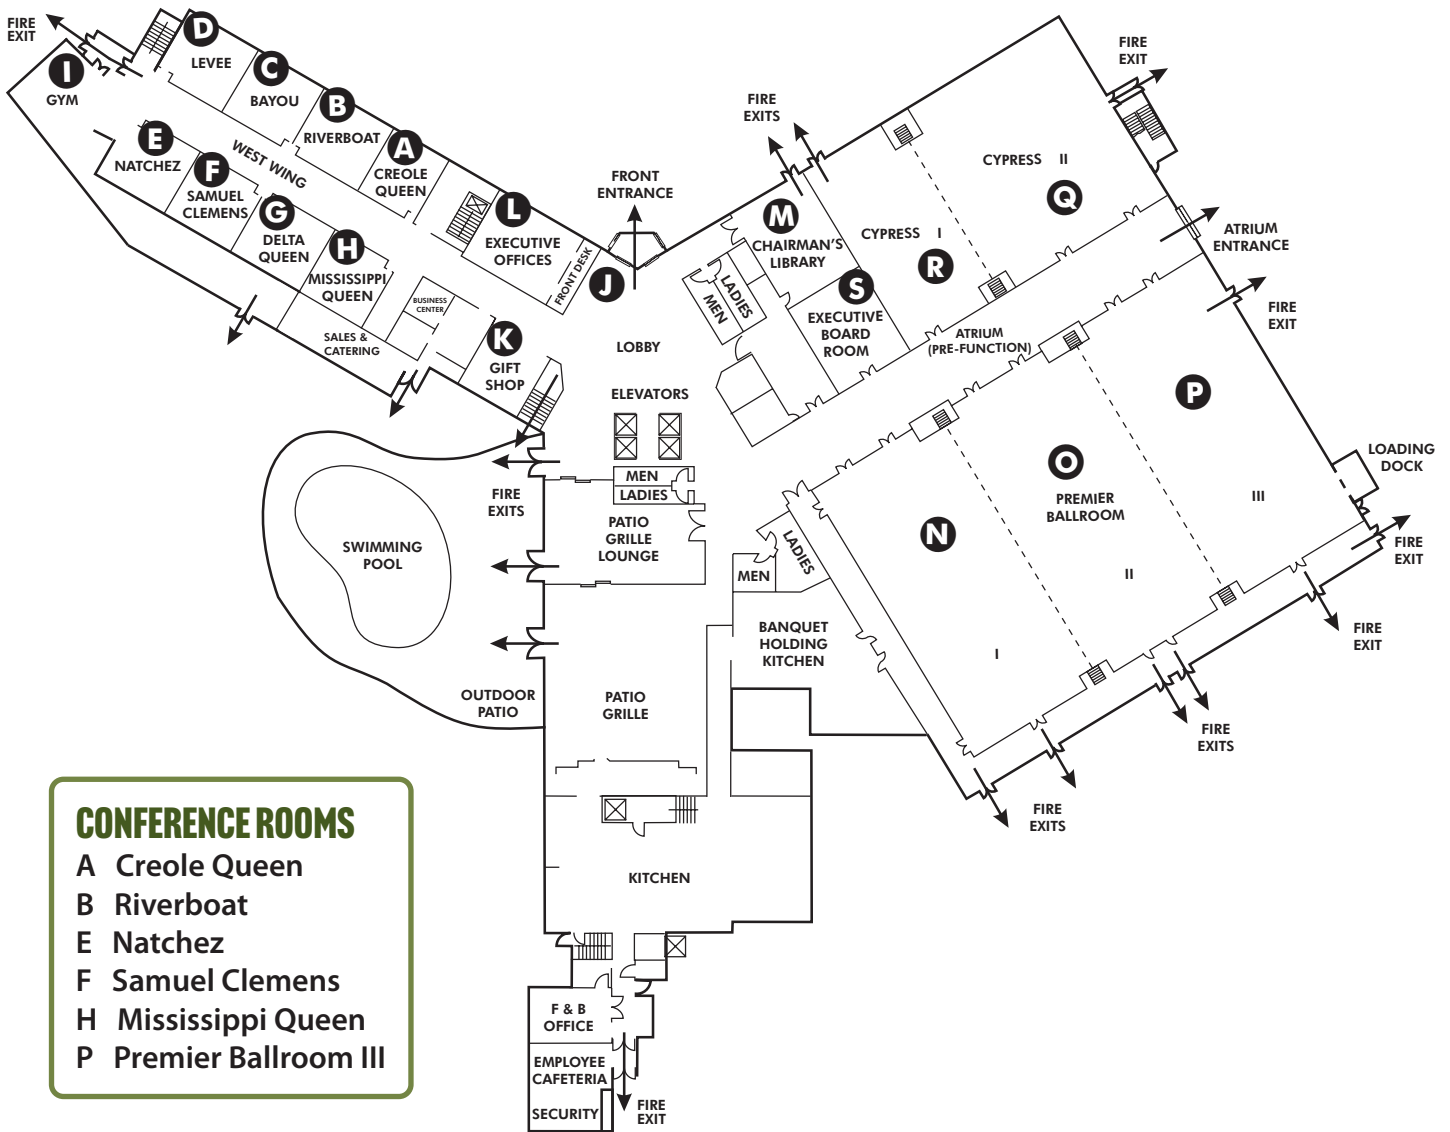 FIRE
EXIT
D
LEVEE
I
GYM
C
BAYOU
B
RIVERBOAT
A
CREOLE
QUEEN
E
NATCHEZ
WEST WING
F
SAMUEL
CLEMENS
G
DELTA
QUEEN
H
MISSISSIPPI
QUEEN
L
EXECUTIVE
OFFICES
FRONT DESK
J
FRONT
ENTRANCE
BUSINESS
CENTER
SALES &
CATERING
K
GIFT
SHOP
LOBBY
ELEVATORS
FIRE
EXITS
M
CHAIRMAN'S
LIBRARY
LADIES
MEN
S
EXECUTIVE
BOARD
ROOM
CYPRESS I
R
CYPRESS II
Q
FIRE
EXIT
ATRIUM
ENTRANCE
FIRE
EXIT
ATRIUM
(PRE-FUNCTION)
P
III
O
PREMIER
BALLROOM
II
N
I
LOADING
DOCK
FIRE
EXIT
FIRE
EXIT
FIRE
EXITS
FIRE
EXITS
MEN
LADIES
PATIO
GRILLE
LOUNGE
FIRE
EXITS
SWIMMING
POOL
OUTDOOR
PATIO
PATIO
GRILLE
LADIES
MEN
BANQUET
HOLDING
KITCHEN
KITCHEN
F & B
OFFICE
EMPLOYEE
CAFETERIA
SECURITY
FIRE
EXIT
CONFERENCE ROOMS
A Creole Queen
B Riverboat
E Natchez
F Samuel Clemens
H Mississippi Queen
P Premier Ballroom III